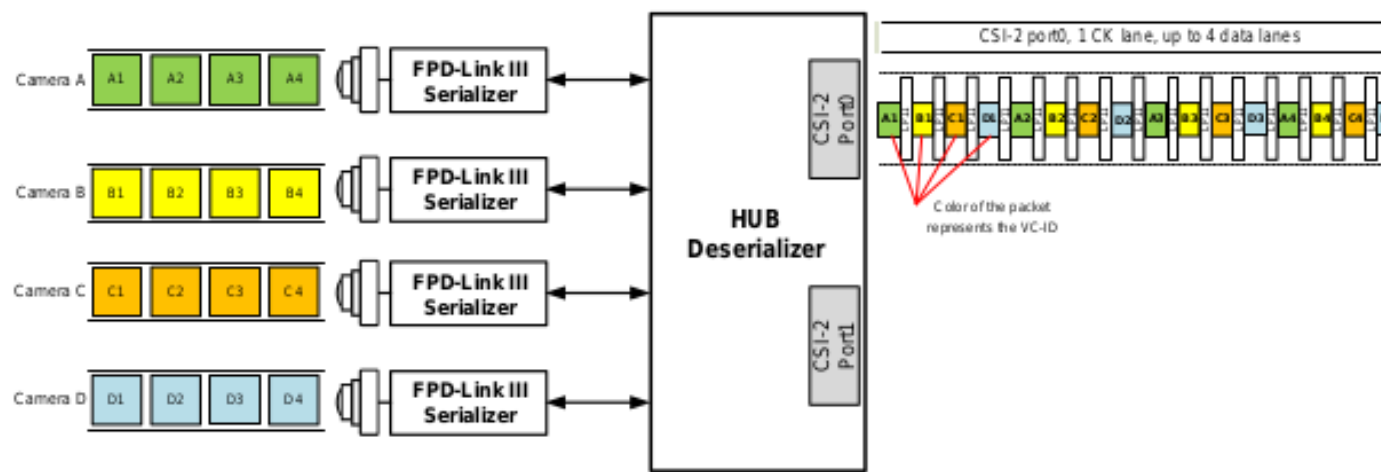 Camera A
A1 A2 A3 A4
FPD-Link III
Serializer
Camera B
B1 B2 B3 B4
FPD-Link III
Serializer
Camera C
C1 C2 C3 C4
FPD-Link III
Serializer
Camera D
D1 D2 D3 D4
FPD-Link III
Serializer
HUB
Deserializer
CSI-2
Port0
CSI-2
Port1
CSI-2 port0, 1 CK lane, up to 4 data lanes
A1 B1 C1 D1 A2 B2 C2 D2 A3 B3 C3 D3 A4 B4 C4
Color of the packet
represents the VC-ID